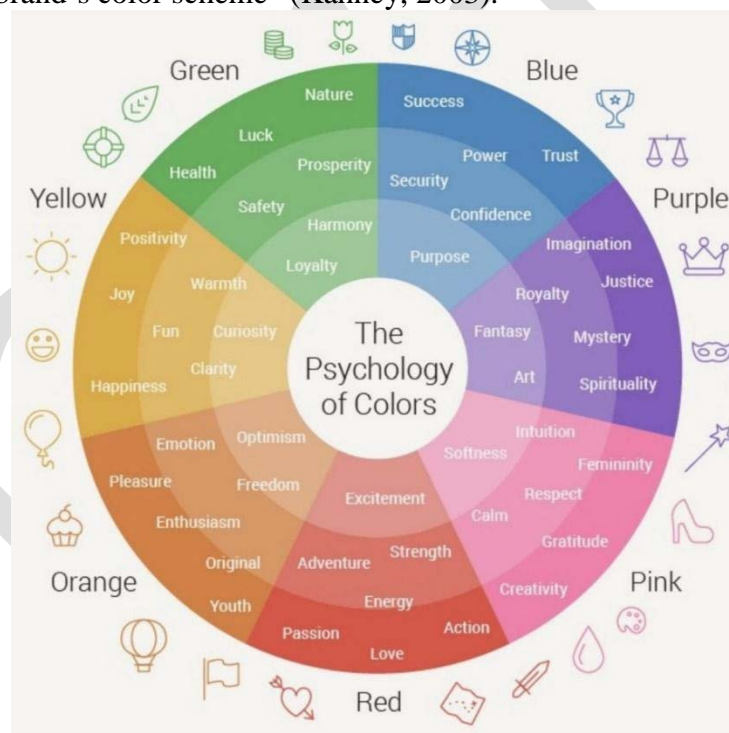 brand's color scheme" (Kanney, 2005).
Green
Blue
Yellow
Purple
Orange
Pink
Red
The
Psychology
of Colors
Nature
Luck
Health
Prosperity
Safety
Harmony
Loyalty
Success
Power
Trust
Security
Confidence
Purpose
Imagination
Justice
Royalty
Fantasy
Mystery
Art
Spirituality
Intuition
Softness
Femininity
Respect
Calm
Gratitude
Creativity
Excitement
Strength
Adventure
Energy
Action
Passion
Love
Optimism
Emotion
Freedom
Pleasure
Enthusiasm
Original
Youth
Positivity
Warmth
Joy
Fun
Curiosity
Clarity
Happiness